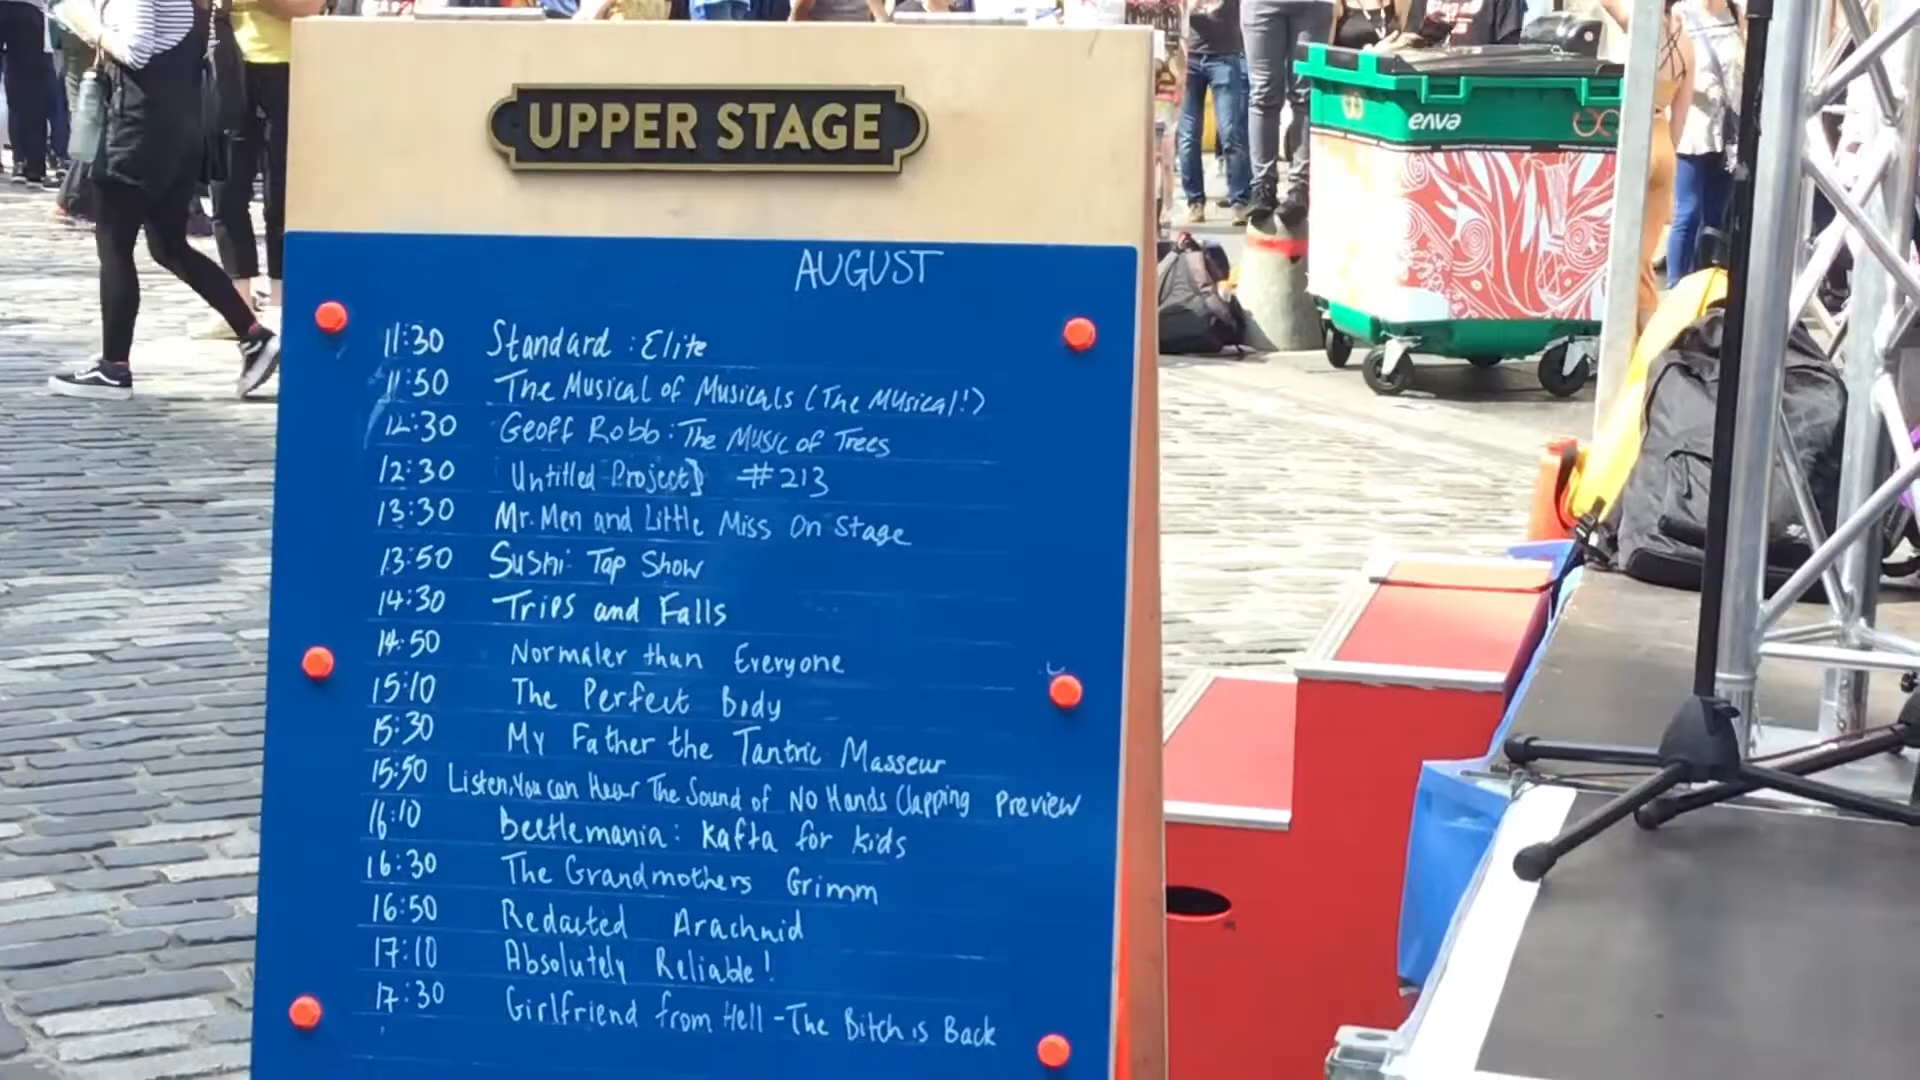 UPPER STAGE
enva
AUGUST
11:30 Standard : Elite
11:50 The Musical of Musicals (The Musical!)
12:30 Geoff Robb: The Music of Trees
12:30 Untitled Project #213
13:30 Mr. Men and Little Miss On Stage
13:50 Sushi Tap Show
14:30 Trips and Falls
14:50 Normaler than Everyone
15:10 The Perfect Body
15:30 My Father the Tantric Masseur
15:50 Listen, You can Hear The Sound of No Hands Clapping Preview
16:10 Beetlemania: Kafka for kids
16:30 The Grandmothers Grimm
16:50 Redacted Arachnid
17:10 Absolutely Reliable!
17:30 Girlfriend from Hell - The Bitch is Back